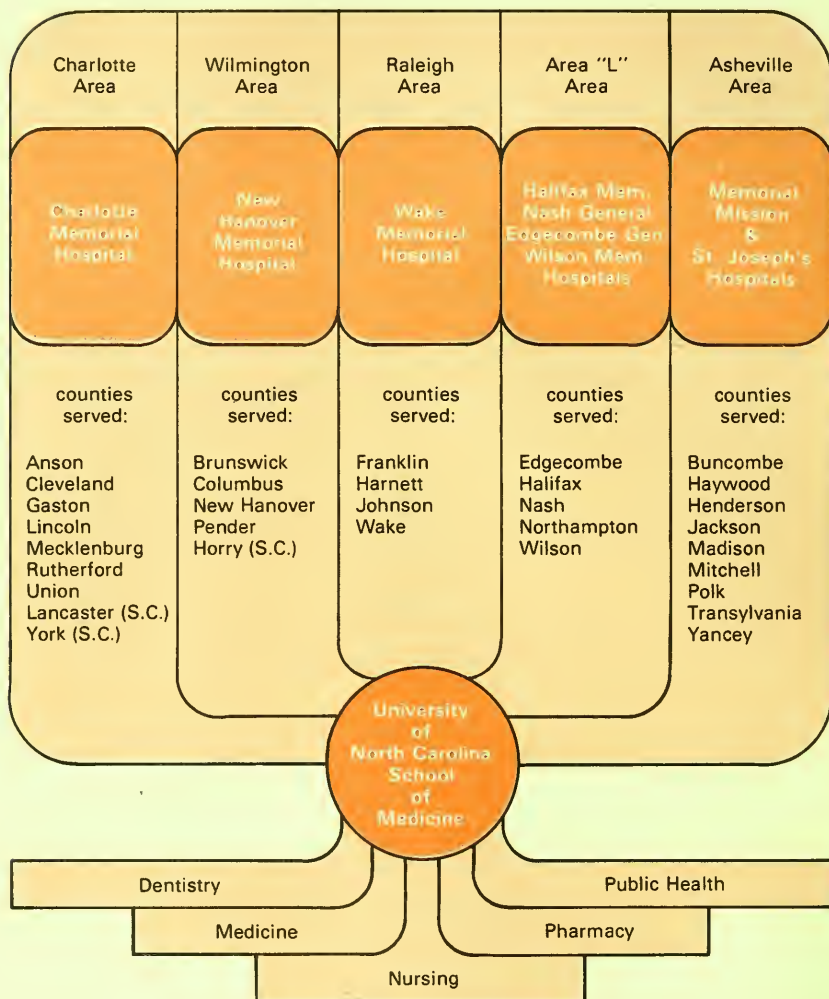 Charlotte
Area
Wilmington
Area
Raleigh
Area
Area "L"
Area
Asheville
Area
Charlotte
Memorial
Hospital
New
Hanover
Memorial
Hospital
Wake
Memorial
Hospital
Halifax Mem.
Nash General
Edgecombe Gen
Wilson Mem.
Hospitals
Memorial
Mission
&
St. Joseph's
Hospitals
counties
served:
Anson
Cleveland
Gaston
Lincoln
Mecklenburg
Rutherford
Union
Lancaster (S.C.)
York (S.C.)
counties
served:
Brunswick
Columbus
New Hanover
Pender
Horry (S.C.)
counties
served:
Franklin
Harnett
Johnson
Wake
counties
served:
Edgecombe
Halifax
Nash
Northampton
Wilson
counties
served:
Buncombe
Haywood
Henderson
Jackson
Madison
Mitchell
Polk
Transylvania
Yancey
University
of
North Carolina
School
of
Medicine
Dentistry
Public Health
Medicine
Pharmacy
Nursing